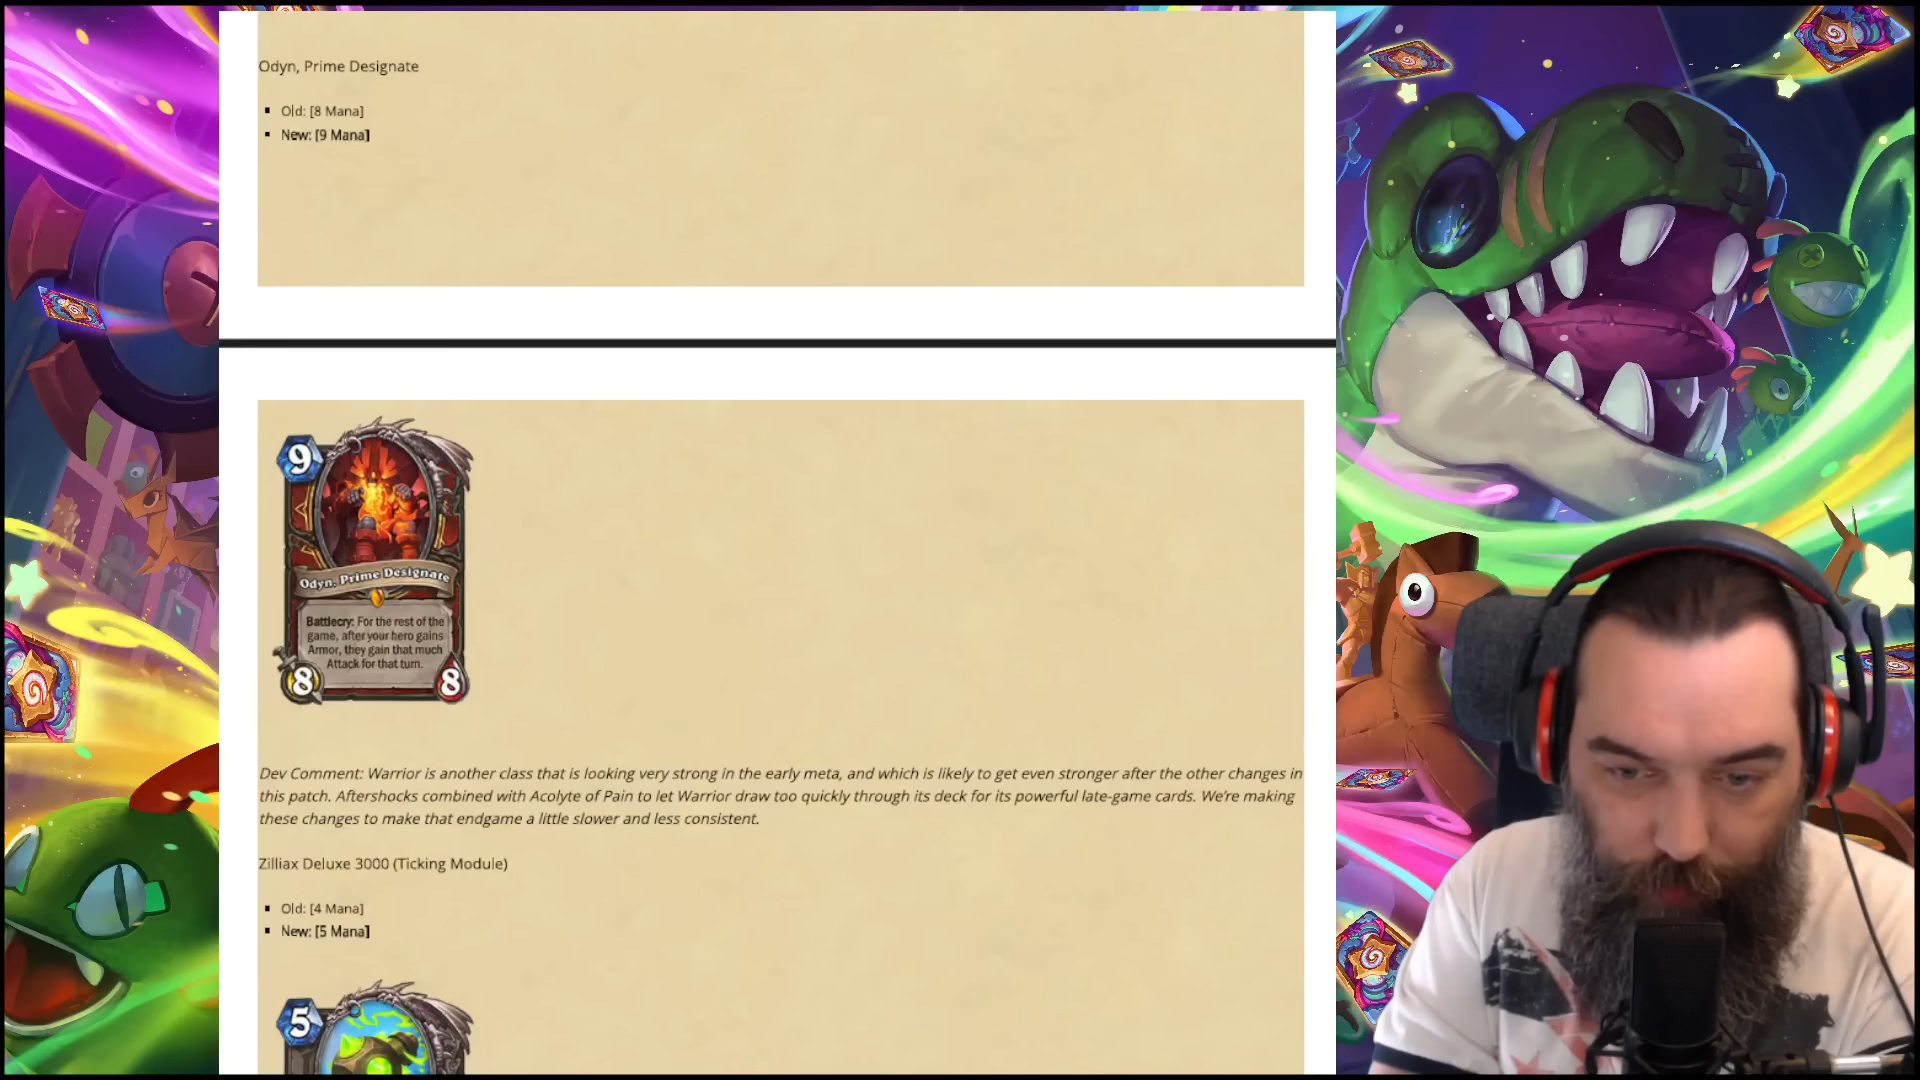 Odyn, Prime Designate
Old: [8 Mana]
New: [9 Mana]
9
Odyn, Prime Designate
Battlecry: For the rest of the
game, after your hero gains
Armor, they gain that much
Attack for that turn.
8 8
Dev Comment: Warrior is another class that is looking very strong in the early meta, and which is likely to get even stronger after the other changes in
this patch. Aftershocks combined with Acolyte of Pain to let Warrior draw too quickly through its deck for its powerful late-game cards. We're making
these changes to make that endgame a little slower and less consistent.
Zilliax Deluxe 3000 (Ticking Module)
Old: [4 Mana]
New: [5 Mana]
5